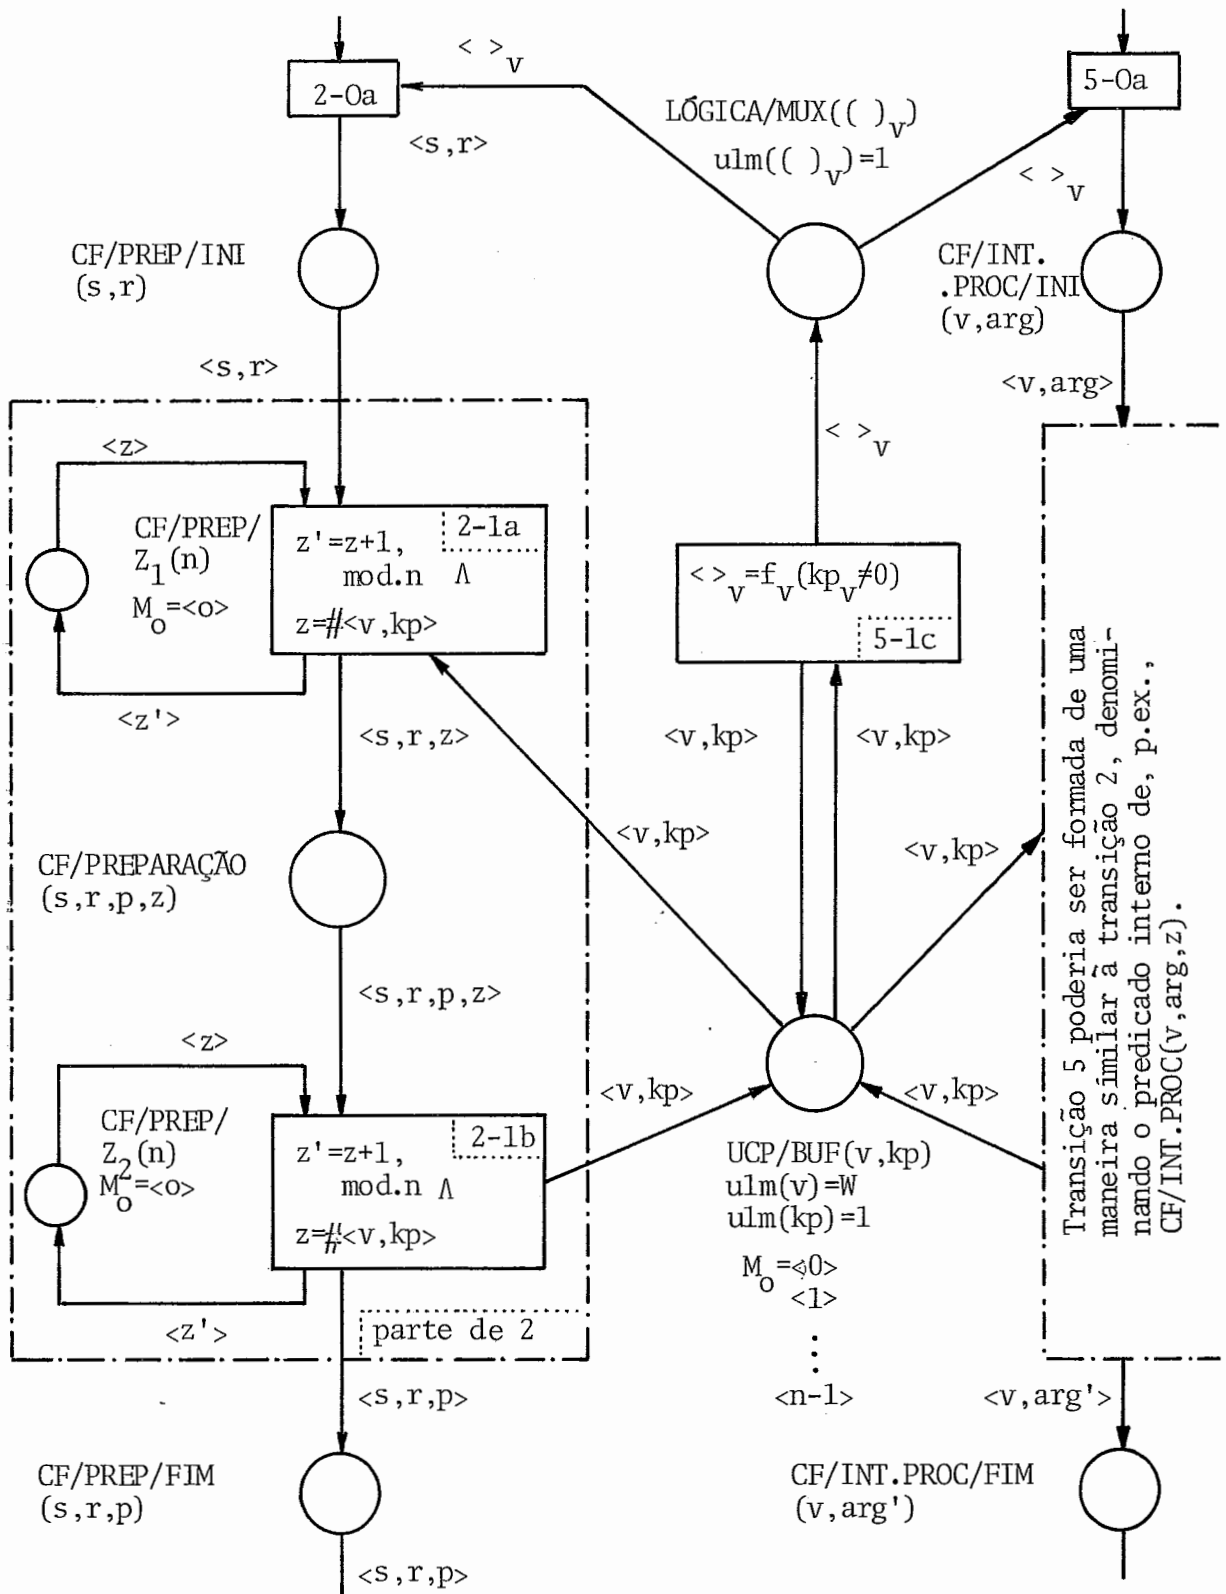 < >v
2-Oa
5-Oa
LÓGICA/MUX(( )v)
ulm(( )v)=1
<s,r>
< >v
CF/PREP/INI
(s,r)
CF/INT.
.PROC/INI
(v,arg)
<s,r>
<v,arg>
<z>
< >v
CF/PREP/
Z1(n)
Mo=<o>
z'=z+1,
mod.n Λ
z=#<v,kp>
2-1a
< >v=fv(kpv≠0)
5-1c
<z'>
<s,r,z>
<v,kp>
<v,kp>
<v,kp>
<v,kp>
CF/PREPARAÇÃO
(s,r,p,z)
<s,r,p,z>
Transição 5 poderia ser formada de uma
maneira similar à transição 2, denomi-
nando o predicado interno de, p.ex.,
CF/INT.PROC(v,arg,z).
<z>
<v,kp>
<v,kp>
CF/PREP/
Z2(n)
Mo=<o>
z'=z+1,
mod.n Λ
z=#<v,kp>
2-1b
UCP/BUF(v,kp)
ulm(v)=W
ulm(kp)=1
Mo=<0>
<1>
⋮
<n-1>
<z'>
parte de 2
<s,r,p>
<v,arg'>
CF/PREP/FIM
(s,r,p)
CF/INT.PROC/FIM
(v,arg')
<s,r,p>